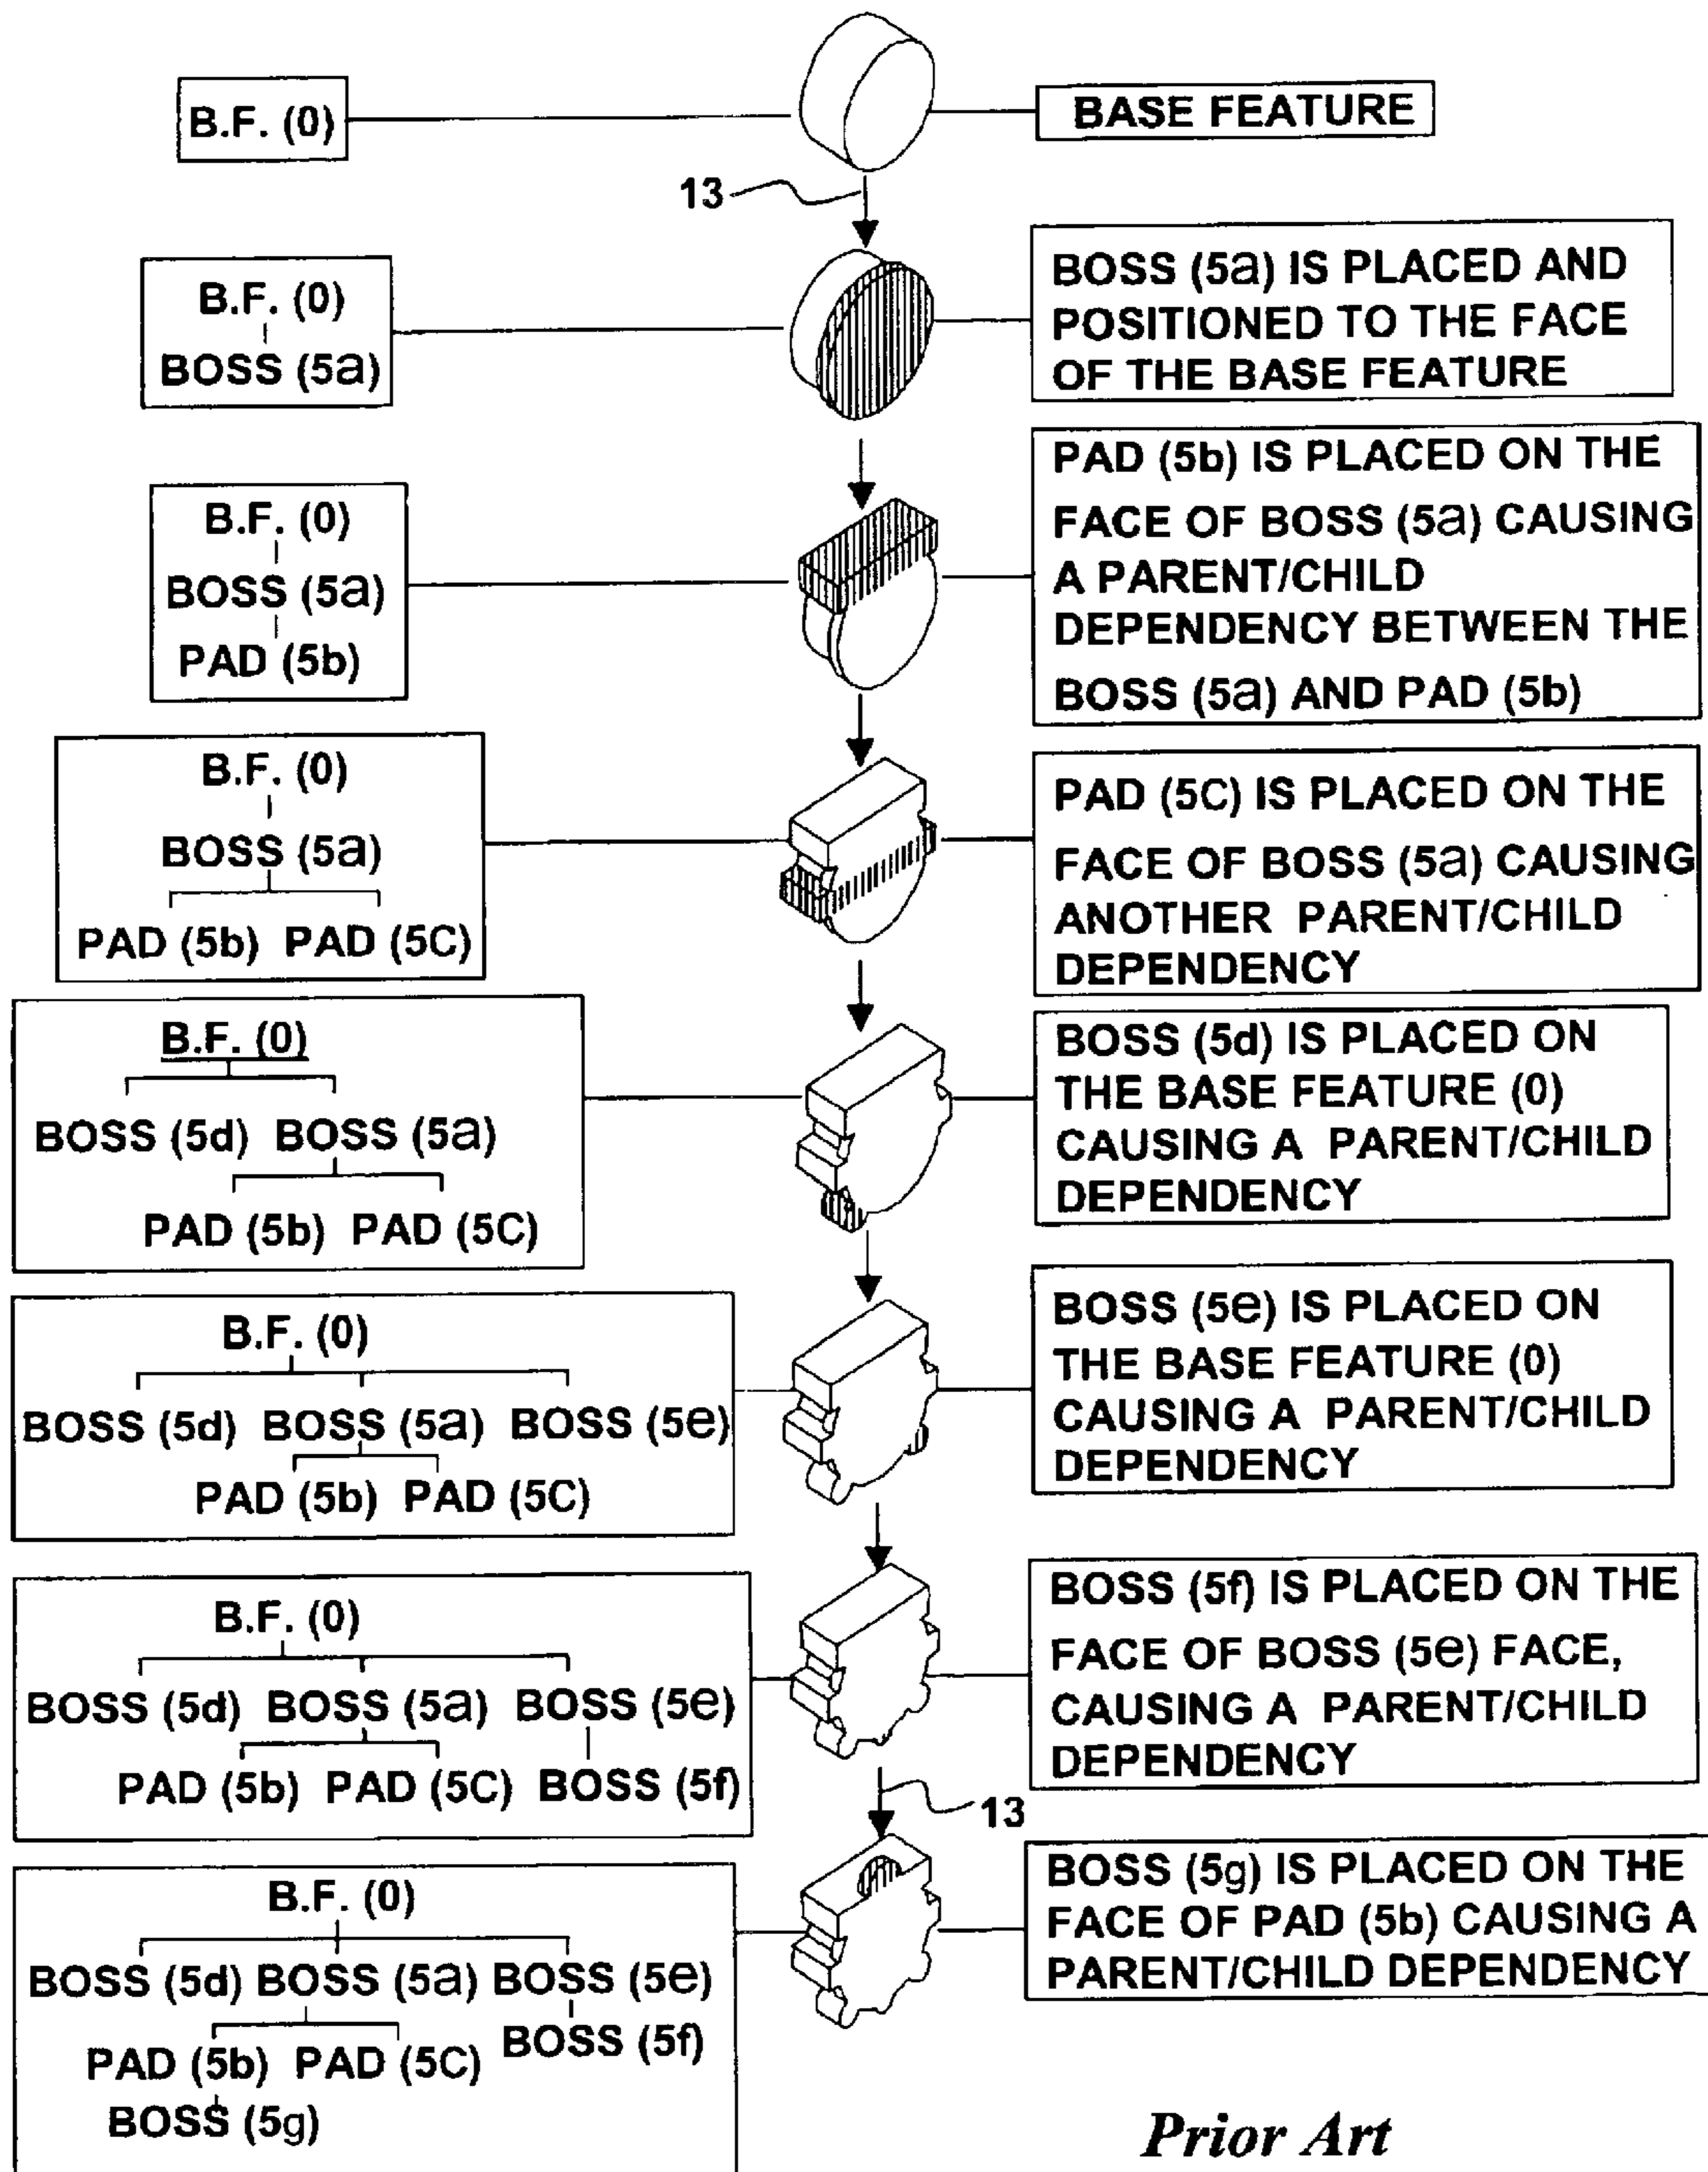 B.F. (0)
BASE FEATURE
13
B.F. (0)
BOSS (5a)
BOSS (5a) IS PLACED AND
POSITIONED TO THE FACE
OF THE BASE FEATURE
B.F. (0)
BOSS (5a)
PAD (5b)
PAD (5b) IS PLACED ON THE
FACE OF BOSS (5a) CAUSING
A PARENT/CHILD
DEPENDENCY BETWEEN THE
BOSS (5a) AND PAD (5b)
B.F. (0)
BOSS (5a)
PAD (5b) PAD (5C)
PAD (5C) IS PLACED ON THE
FACE OF BOSS (5a) CAUSING
ANOTHER PARENT/CHILD
DEPENDENCY
B.F. (0)
BOSS (5d) BOSS (5a)
PAD (5b) PAD (5C)
BOSS (5d) IS PLACED ON
THE BASE FEATURE (0)
CAUSING A PARENT/CHILD
DEPENDENCY
B.F. (0)
BOSS (5d) BOSS (5a) BOSS (5e)
PAD (5b) PAD (5C)
BOSS (5e) IS PLACED ON
THE BASE FEATURE (0)
CAUSING A PARENT/CHILD
DEPENDENCY
B.F. (0)
BOSS (5d) BOSS (5a) BOSS (5e)
PAD (5b) PAD (5C) BOSS (5f)
BOSS (5f) IS PLACED ON THE
FACE OF BOSS (5e) FACE,
CAUSING A PARENT/CHILD
DEPENDENCY
13
B.F. (0)
BOSS (5d) BOSS (5a) BOSS (5e)
PAD (5b) PAD (5C) BOSS (5f)
BOSS (5g)
BOSS (5g) IS PLACED ON THE
FACE OF PAD (5b) CAUSING A
PARENT/CHILD DEPENDENCY
Prior Art